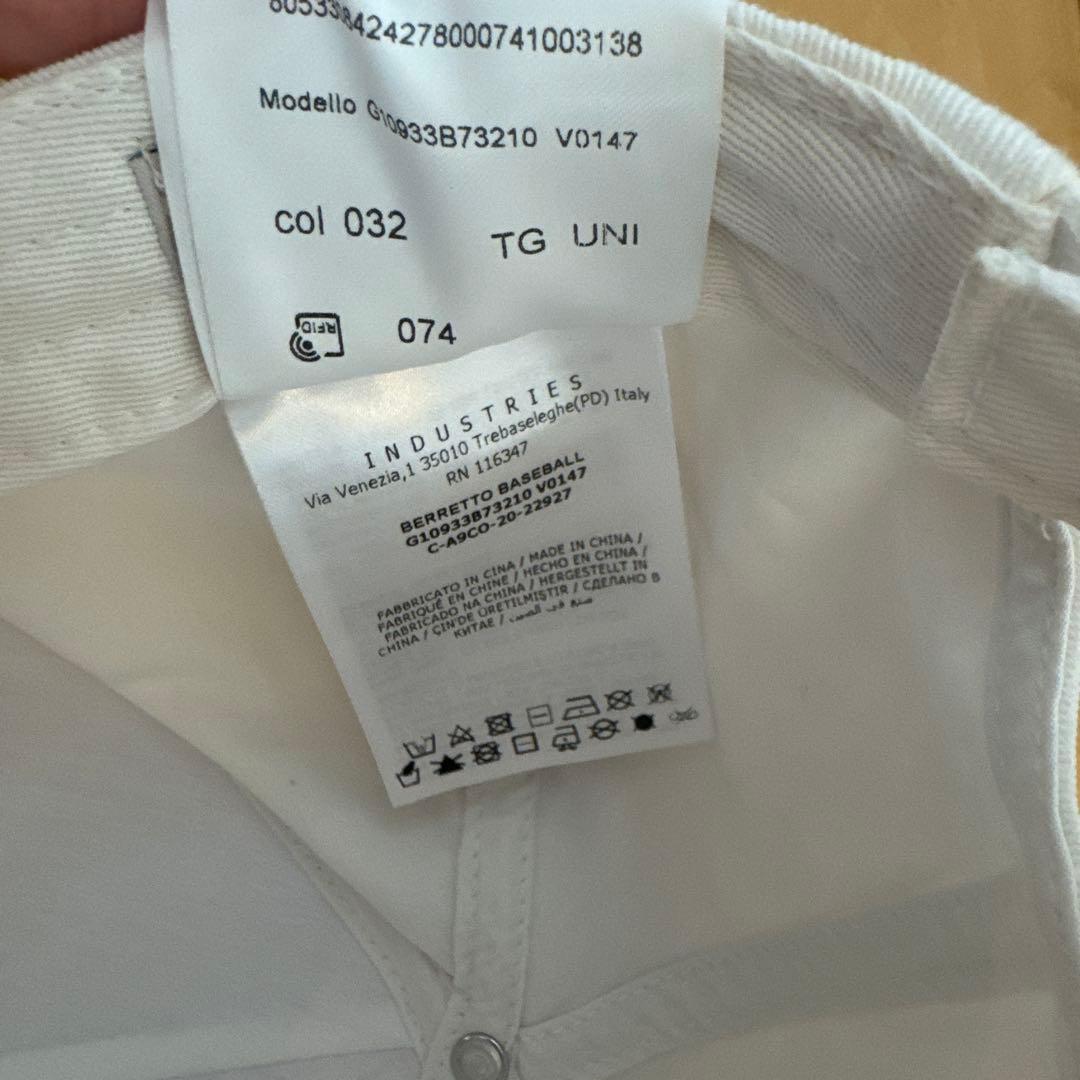 84242780000741003138
Modello G10933B73210 V0147
col 032
TG UNI
RFID
074
INDUSTRIES
Via Venezia,1 35010 Trebaseleghe(PD) Italy
RN 116347
BERRETTO BASEBALL
G10933B73210 V0147
C-A9CO-20-22927
FABBRICATO IN CINA / MADE IN CHINA /
FABRIQUÉ EN CHINE / HECHO EN CHINA /
FABRICADO NA CHINA / HERGESTELLT IN
CHINA / ÇİN'DE ÜRETİLMİŞTİR / СДЕЛАНО В
КИТАЕ / صنع في الصين